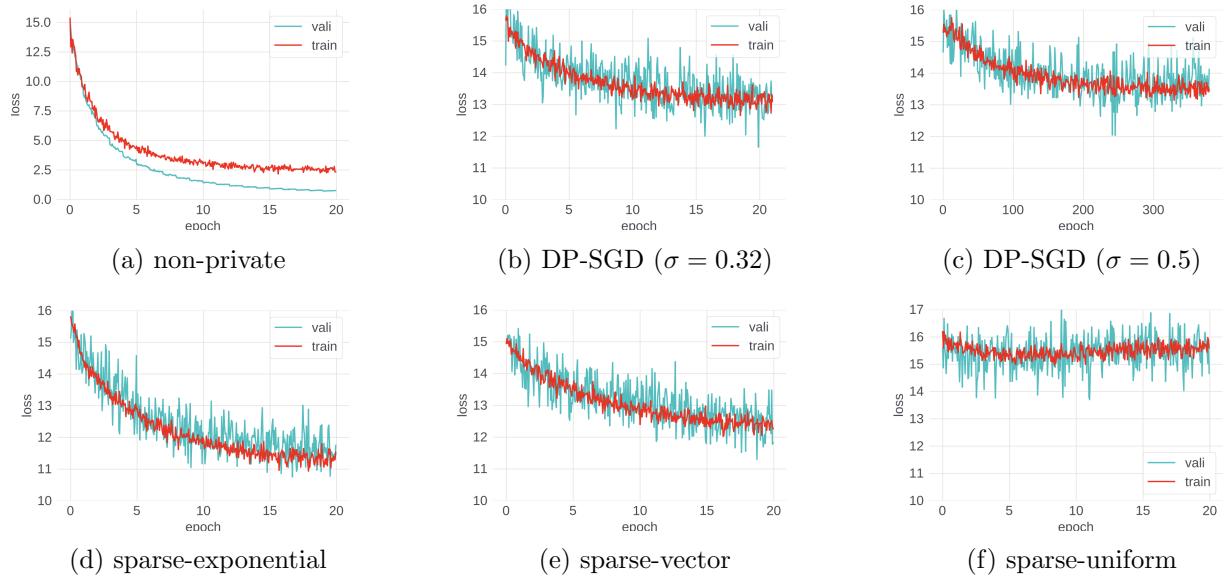 15.0
12.5
10.0
7.5
5.0
2.5
0.0
loss
0
5
10
15
20
epoch
vali
train
(a) non-private
16
15
14
13
12
11
10
loss
0
5
10
15
20
epoch
vali
train
(b) DP-SGD (σ = 0.32)
16
15
14
13
12
11
10
loss
0
100
200
300
epoch
vali
train
(c) DP-SGD (σ = 0.5)
16
15
14
13
12
11
10
loss
0
5
10
15
20
epoch
vali
train
(d) sparse-exponential
16
15
14
13
12
11
10
loss
0
5
10
15
20
epoch
vali
train
(e) sparse-vector
17
16
15
14
13
12
11
10
loss
0
5
10
15
20
epoch
vali
train
(f) sparse-uniform